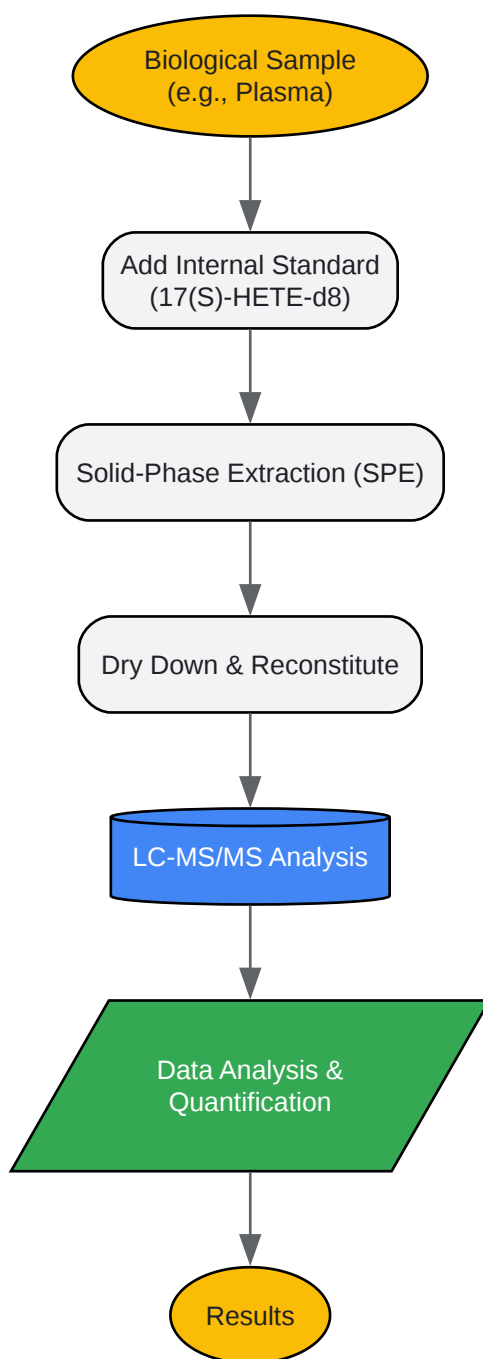 Biological Sample
(e.g., Plasma)
Add Internal Standard
(17(S)-HETE-d8)
Solid-Phase Extraction (SPE)
Dry Down & Reconstitute
LC-MS/MS Analysis
Data Analysis &
Quantification
Results